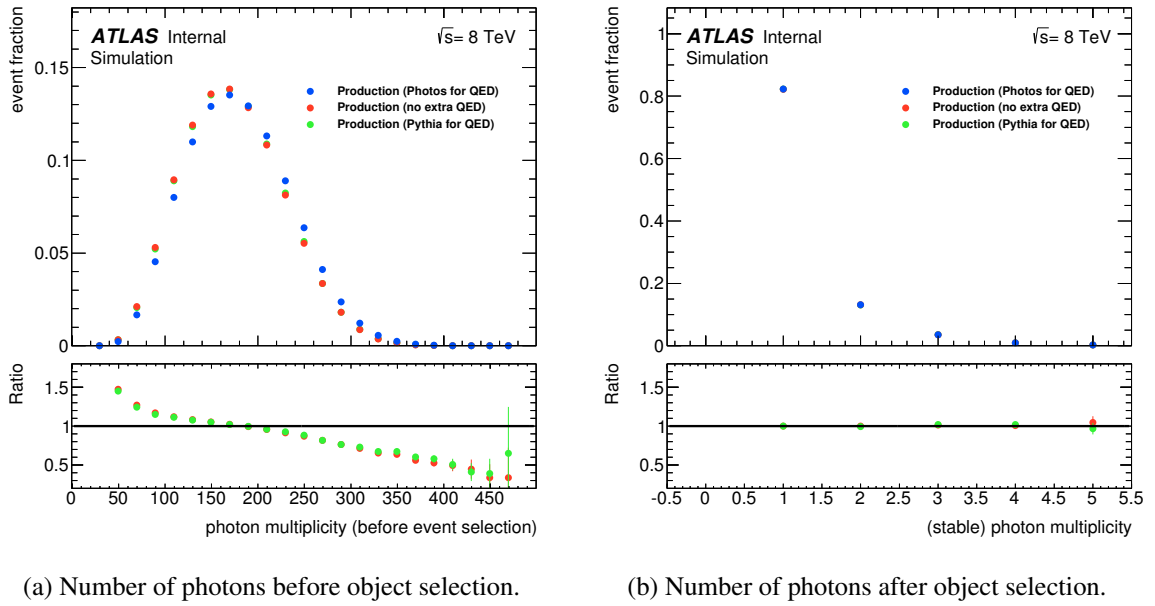 event fraction
ATLAS Internal
Simulation
√s= 8 TeV
Production (Photos for QED)
Production (no extra QED)
Production (Pythia for QED)
0.15
0.1
0.05
0
Ratio
1.5
1
0.5
0 50 100 150 200 250 300 350 400 450
photon multiplicity (before event selection)
(a) Number of photons before object selection.
event fraction
ATLAS Internal
Simulation
√s= 8 TeV
Production (Photos for QED)
Production (no extra QED)
Production (Pythia for QED)
1
0.8
0.6
0.4
0.2
0
Ratio
1.5
1
0.5
-0.5 0 0.5 1 1.5 2 2.5 3 3.5 4 4.5 5 5.5
(stable) photon multiplicity
(b) Number of photons after object selection.